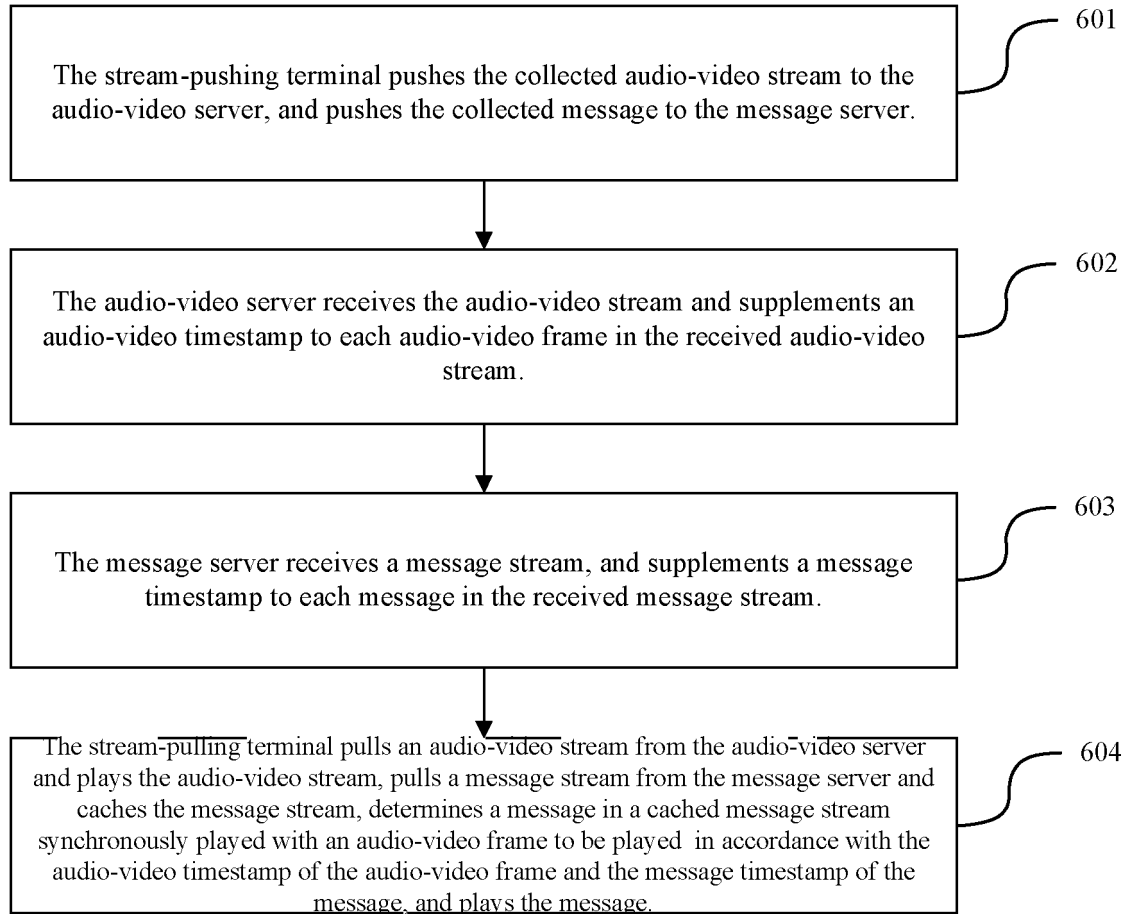 601
The stream-pushing terminal pushes the collected audio-video stream to the
audio-video server, and pushes the collected message to the message server.
602
The audio-video server receives the audio-video stream and supplements an
audio-video timestamp to each audio-video frame in the received audio-video
stream.
603
The message server receives a message stream, and supplements a message
timestamp to each message in the received message stream.
604
The stream-pulling terminal pulls an audio-video stream from the audio-video server
and plays the audio-video stream, pulls a message stream from the message server and
caches the message stream, determines a message in a cached message stream
synchronously played with an audio-video frame to be played in accordance with the
audio-video timestamp of the audio-video frame and the message timestamp of the
message, and plays the message.